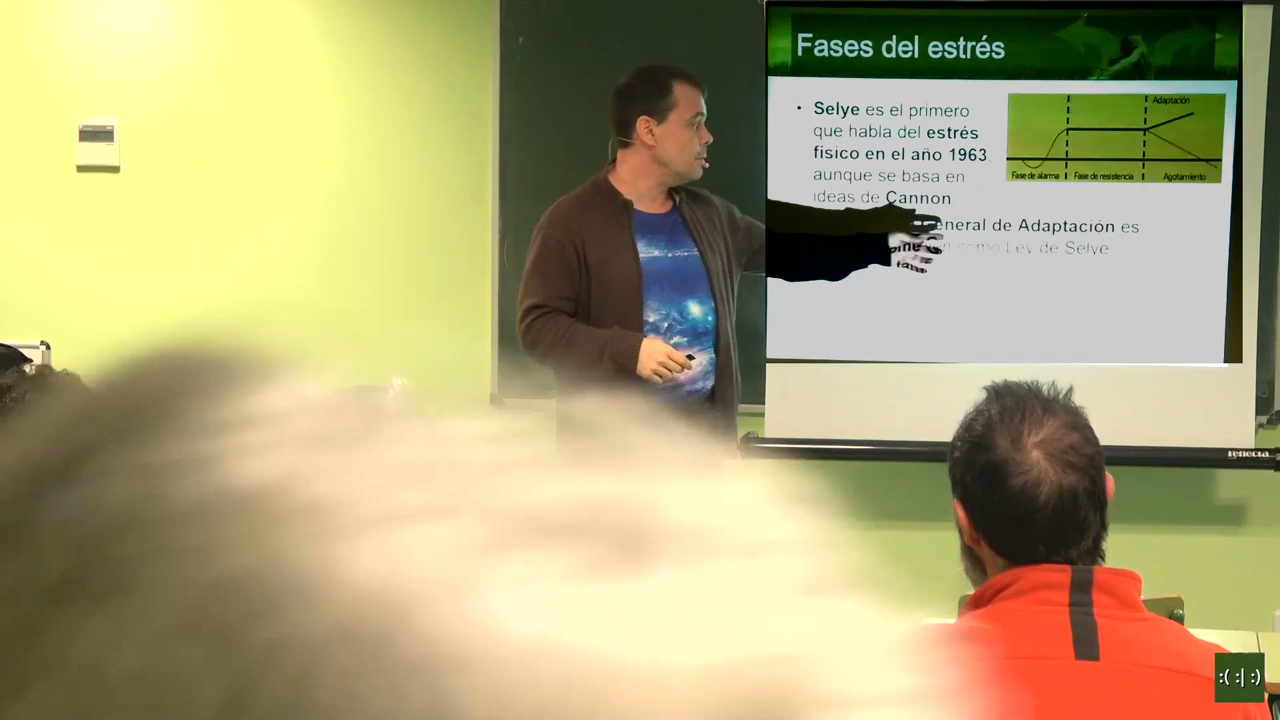 Fases del estrés
• Selye es el primero
que habla del estrés
físico en el año 1963,
aunque se basa en
ideas de Cannon
Adaptación
Fase de alarma
Fase de resistencia
Agotamiento
General de Adaptación es
como Ley de Selye
:( :| :)